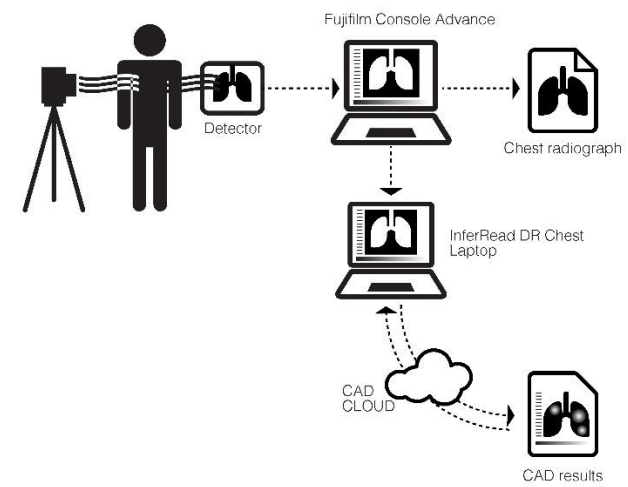 Fujifilm Console Advance
Detector
Chest radiograph
InferRead DR Chest
Laptop
CAD
CLOUD
CAD results